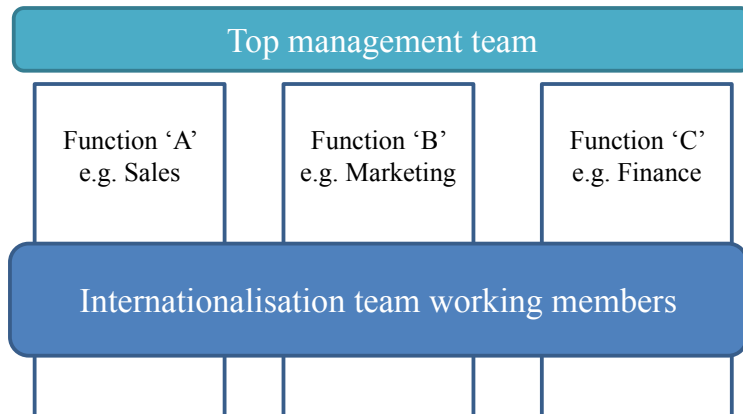 Top management team
Function ‘A’
e.g. Sales
Function ‘B’
e.g. Marketing
Function ‘C’
e.g. Finance
Internationalisation team working members